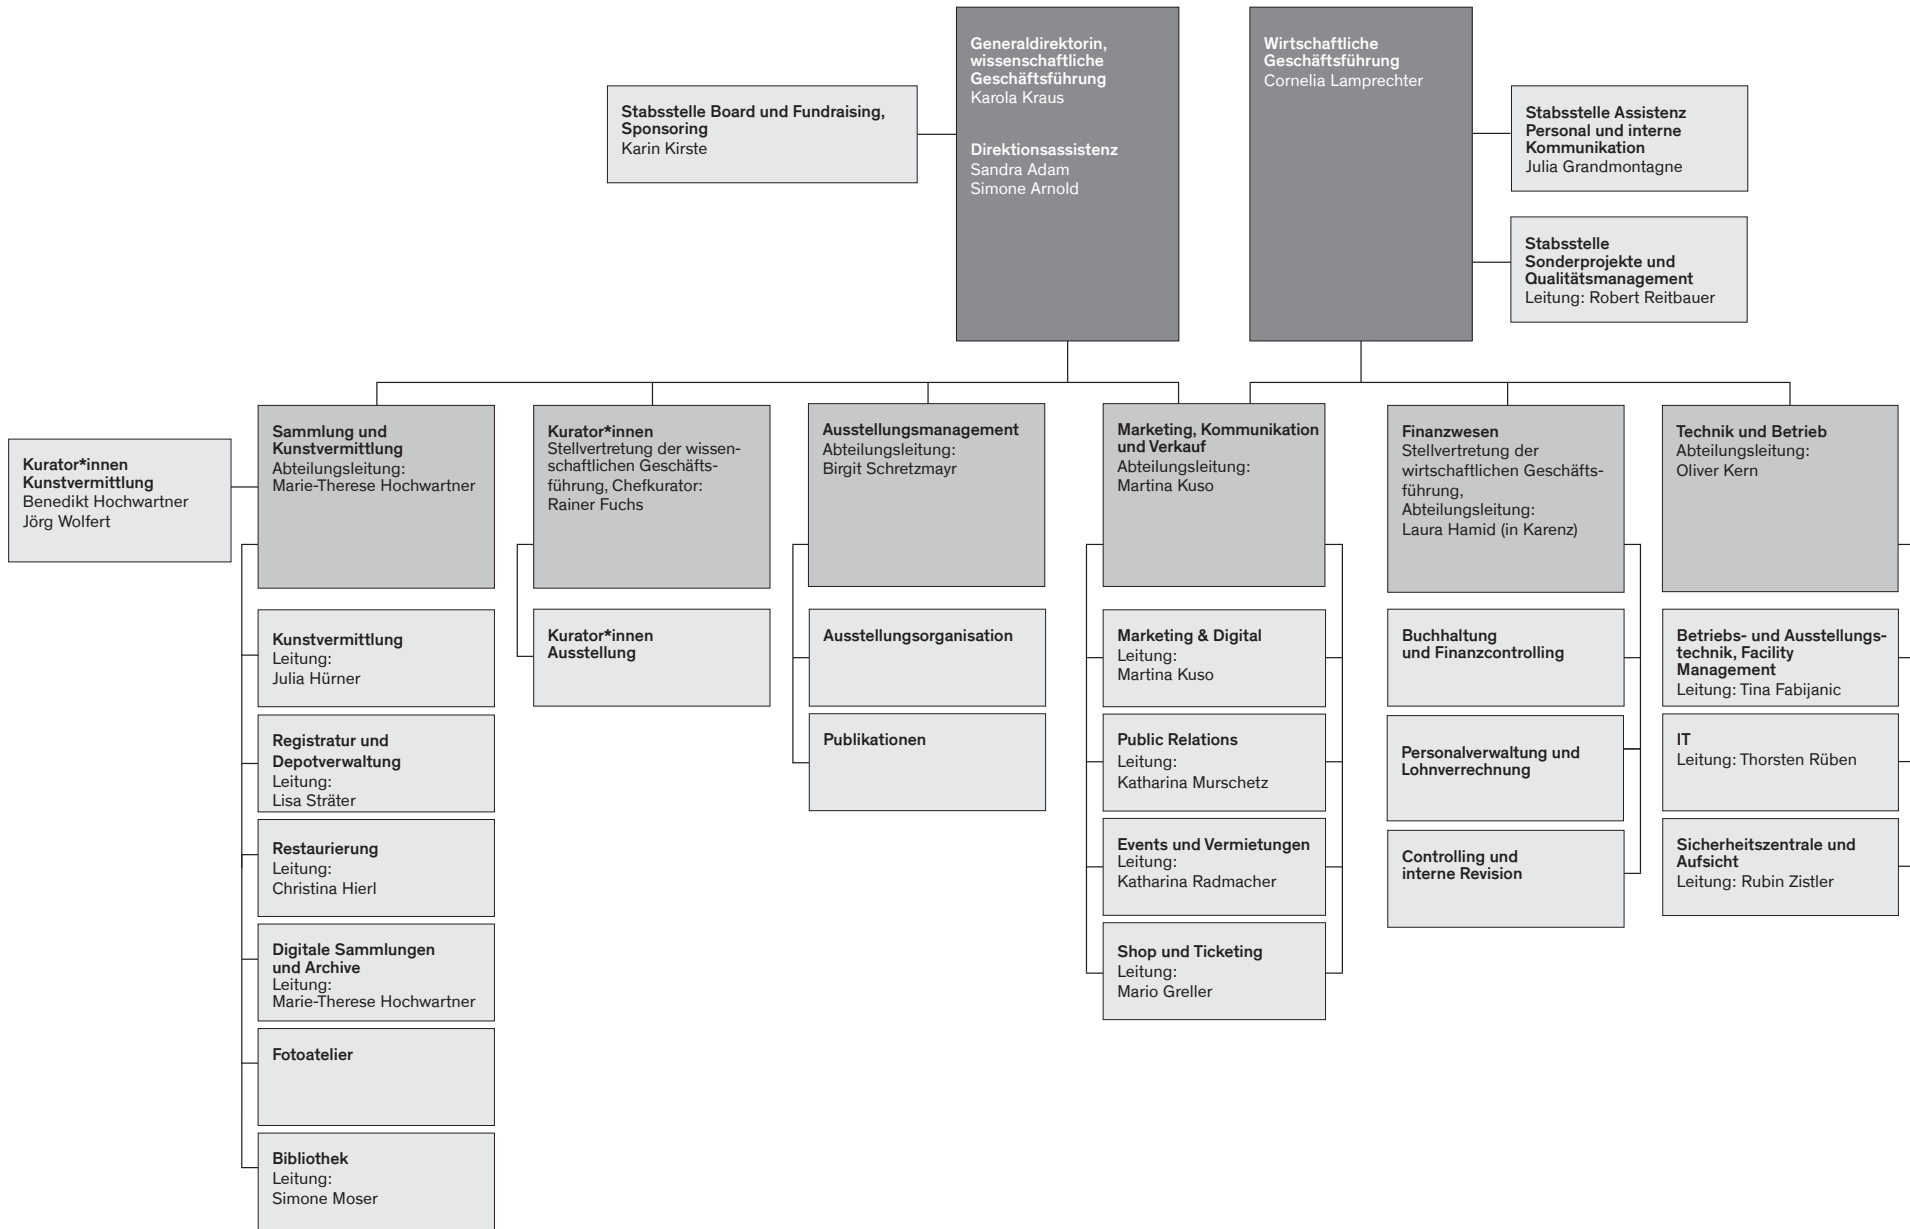 Generaldirektorin,
wissenschaftliche
Geschäftsführung
Karola Kraus
Direktionsassistenz
Sandra Adam
Simone Arnold
Wirtschaftliche
Geschäftsführung
Cornelia Lamprechter
Stabsstelle Board und Fundraising,
Sponsoring
Karin Kirste
Stabsstelle Assistenz
Personal und interne
Kommunikation
Julia Grandmontagne
Stabsstelle
Sonderprojekte und
Qualitätsmanagement
Leitung: Robert Reitbauer
Kurator*innen
Kunstvermittlung
Benedikt Hochwartner
Jörg Wolfert
Sammlung und
Kunstvermittlung
Abteilungsleitung:
Marie-Therese Hochwartner
Kunstvermittlung
Leitung:
Julia Hürner
Registratur und
Depotverwaltung
Leitung:
Lisa Sträter
Restaurierung
Leitung:
Christina Hierl
Digitale Sammlungen
und Archive
Leitung:
Marie-Therese Hochwartner
Fotoatelier
Bibliothek
Leitung:
Simone Moser
Kurator*innen
Stellvertretung der wissen-
schaftlichen Geschäfts-
führung, Chefkurator:
Rainer Fuchs
Kurator*innen
Ausstellung
Ausstellungsmanagement
Abteilungsleitung:
Birgit Schretzmayr
Ausstellungsorganisation
Publikationen
Marketing, Kommunikation
und Verkauf
Abteilungsleitung:
Martina Kuso
Marketing & Digital
Leitung:
Martina Kuso
Public Relations
Leitung:
Katharina Murschetz
Events und Vermietungen
Leitung:
Katharina Radmacher
Shop und Ticketing
Leitung:
Mario Greller
Finanzwesen
Stellvertretung der
wirtschaftlichen Geschäfts-
führung,
Abteilungsleitung:
Laura Hamid (in Karenz)
Buchhaltung
und Finanzcontrolling
Personalverwaltung und
Lohnverrechnung
Controlling und
interne Revision
Technik und Betrieb
Abteilungsleitung:
Oliver Kern
Betriebs- und Ausstellungs-
technik, Facility
Management
Leitung: Tina Fabijanic
IT
Leitung: Thorsten Rüben
Sicherheitszentrale und
Aufsicht
Leitung: Rubin Zistler